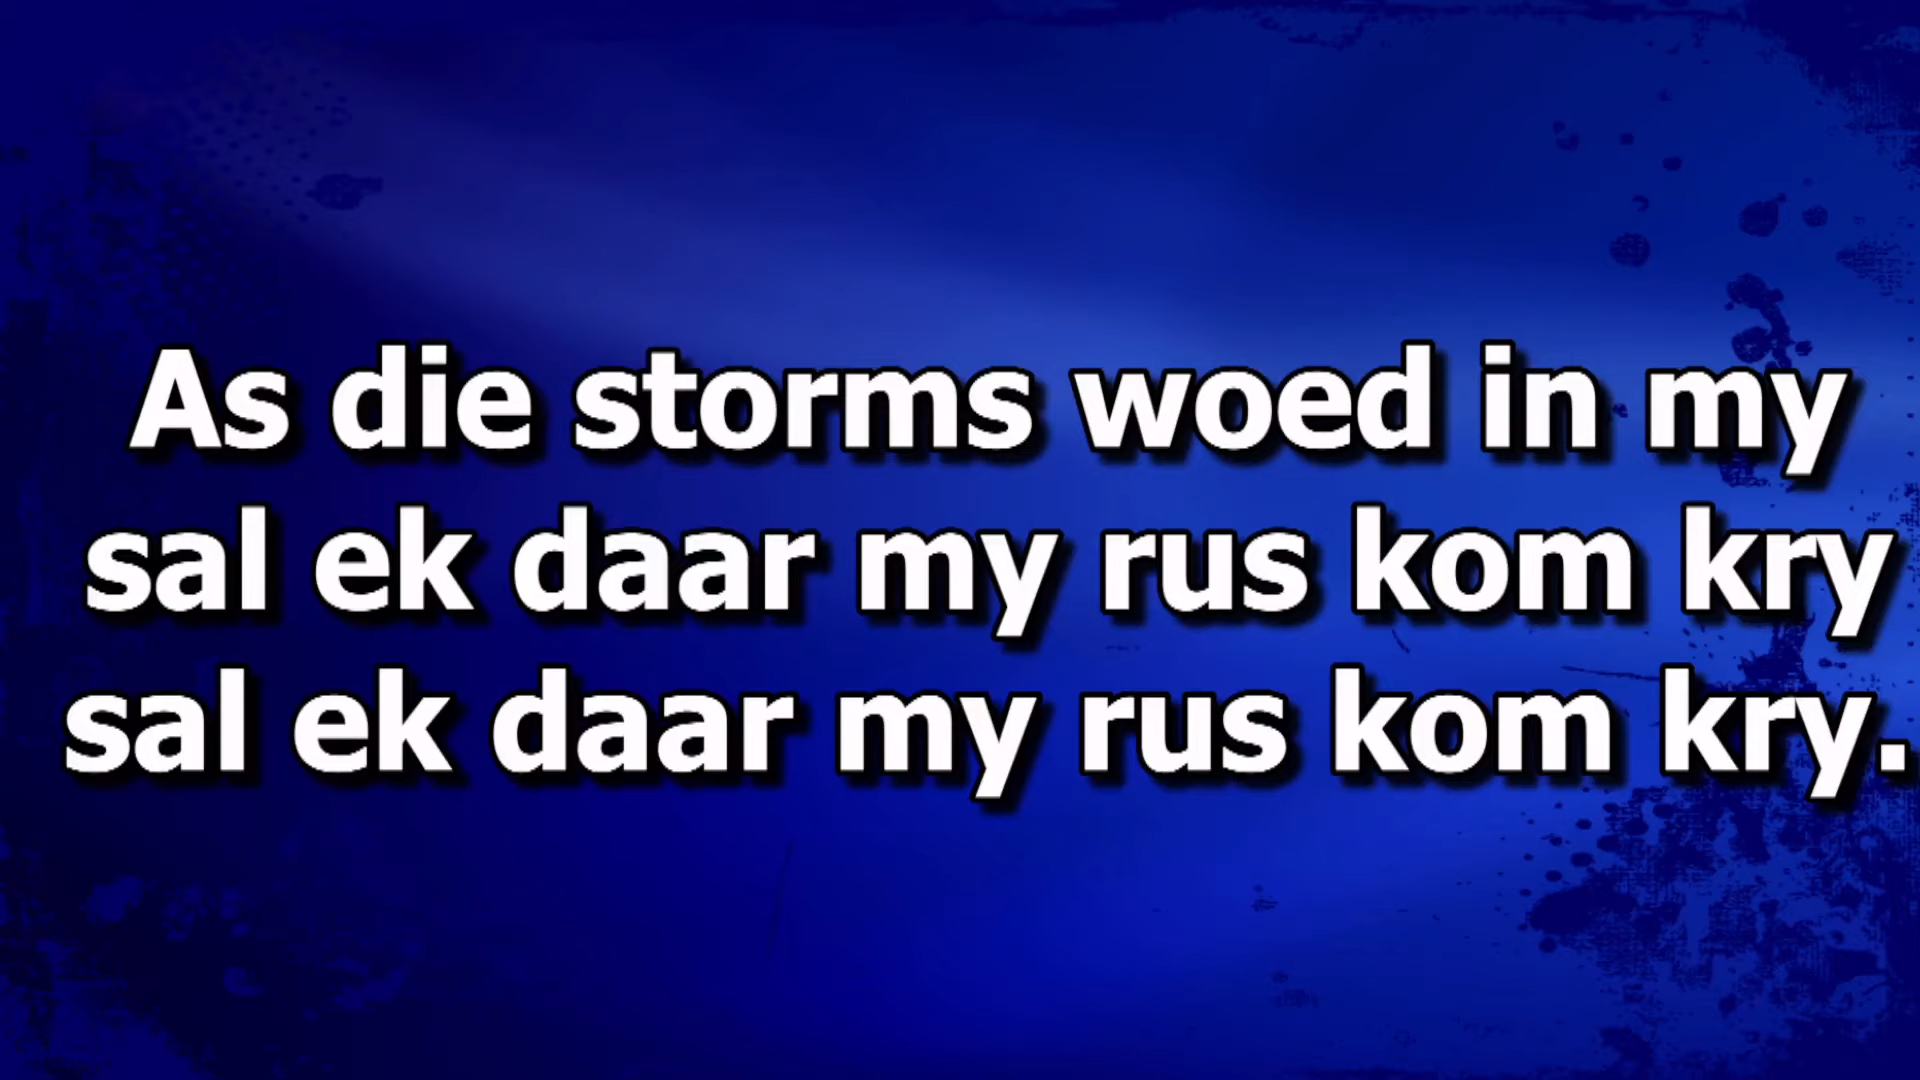 As die storms woed in my
sal ek daar my rus kom kry
sal ek daar my rus kom kry.